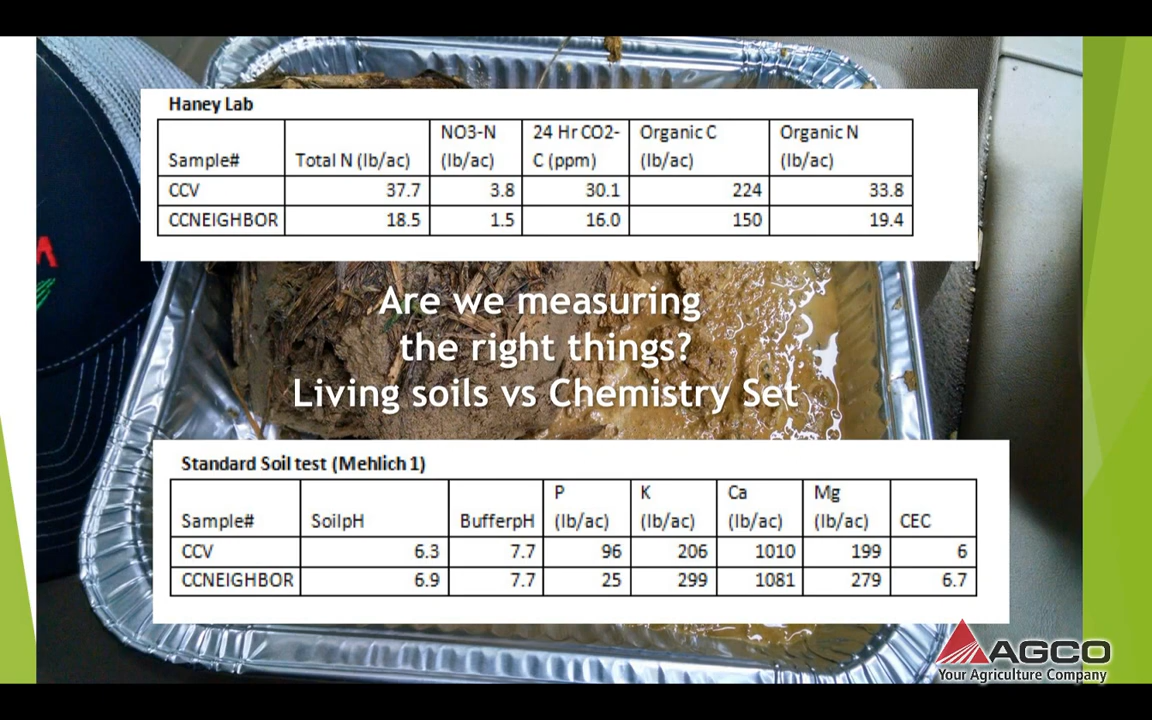 Haney Lab
Sample# Total N (lb/ac) NO3-N (lb/ac) 24 Hr CO2-C (ppm) Organic C (lb/ac) Organic N (lb/ac)
CCV 37.7 3.8 30.1 224 33.8
CCNEIGHBOR 18.5 1.5 16.0 150 19.4
Are we measuring
the right things?
Living soils vs Chemistry Set
Standard Soil test (Mehlich 1)
Sample# SoilpH BufferpH P (lb/ac) K (lb/ac) Ca (lb/ac) Mg (lb/ac) CEC
CCV 6.3 7.7 96 206 1010 199 6
CCNEIGHBOR 6.9 7.7 25 299 1081 279 6.7
AGCO
Your Agriculture Company